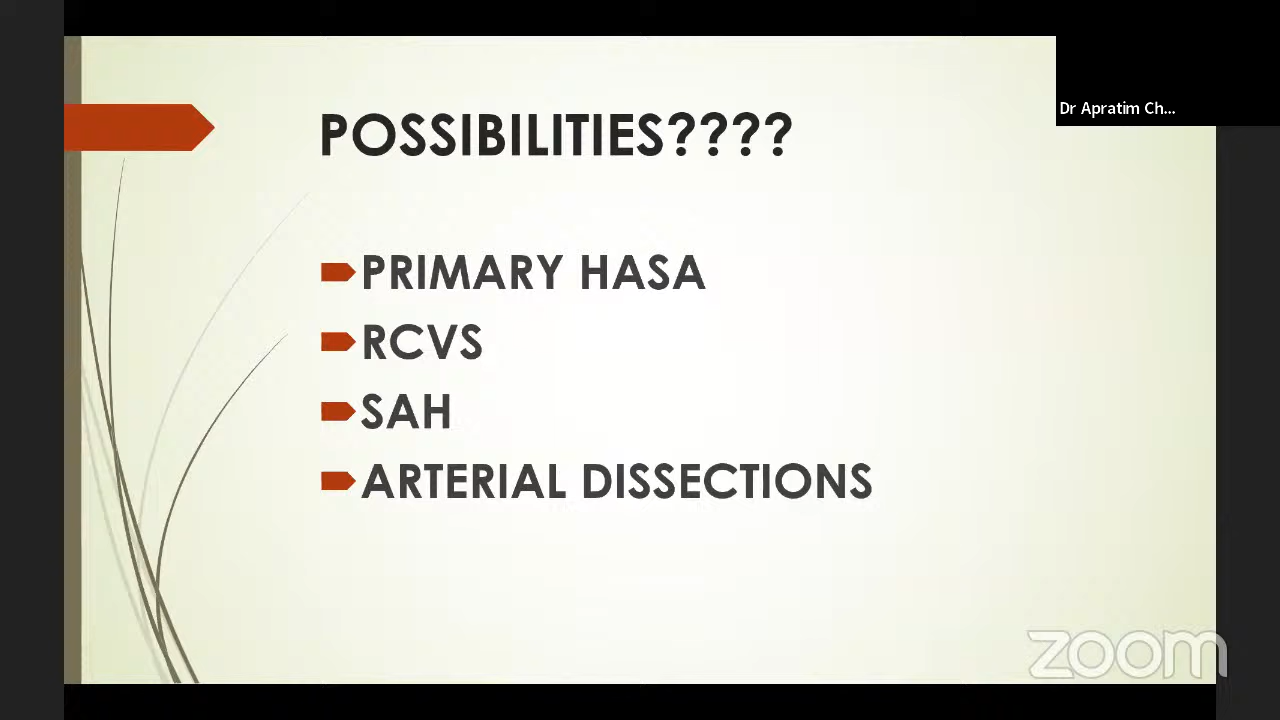 Dr Apratim Ch...
POSSIBILITIES????
PRIMARY HASA
RCVS
SAH
ARTERIAL DISSECTIONS
zoom